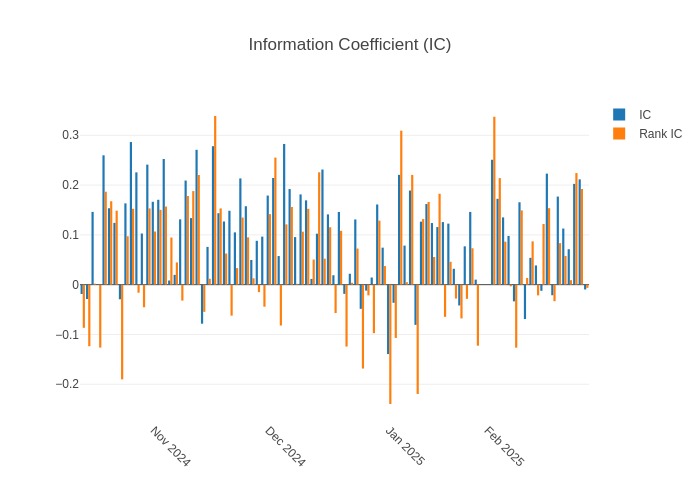 Information Coefficient (IC)
IC
Rank IC
0.3
0.2
0.1
0
−0.1
−0.2
Nov 2024
Dec 2024
Jan 2025
Feb 2025